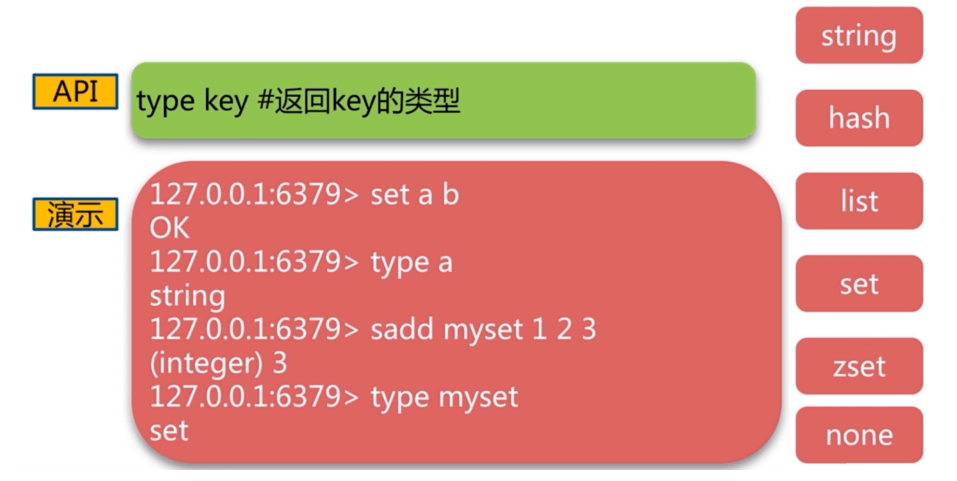 API
type key #返回key的类型
演示
127.0.0.1:6379> set a b
OK
127.0.0.1:6379> type a
string
127.0.0.1:6379> sadd myset 1 2 3
(integer) 3
127.0.0.1:6379> type myset
set
string
hash
list
set
zset
none